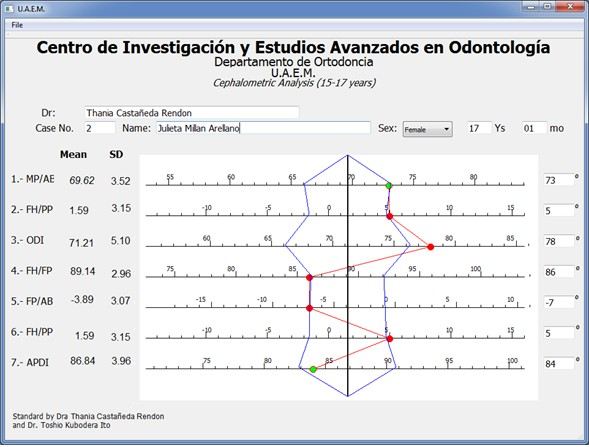 U.A.E.M.
File
Centro de Investigación y Estudios Avanzados en Odontología
Departamento de Ortodoncia
U.A.E.M.
Cephalometric Analysis (15-17 years)
Dr: Thania Castañeda Rendon
Case No. 2 Name: Julieta Milan Arellano Sex: Female 17 Ys 01 mo
Mean SD
1.- MP/AB 69.62 3.52 55 60 65 70 75 80 85 73 º
2.- FH/PP 1.59 3.15 -10 -5 0 5 10 15 5 º
3.- ODI 71.21 5.10 60 65 70 75 80 85 78 º
4.- FH/FP 89.14 2.96 75 80 85 90 95 100 86 º
5.- FP/AB -3.89 3.07 -15 -10 -5 0 5 10 -7 º
6.- FH/PP 1.59 3.15 -10 -5 0 5 10 15 5 º
7.- APDI 86.84 3.96 75 80 85 90 95 100 84 º
Standard by Dra Thania Castañeda Rendon
and Dr. Toshio Kubodera Ito